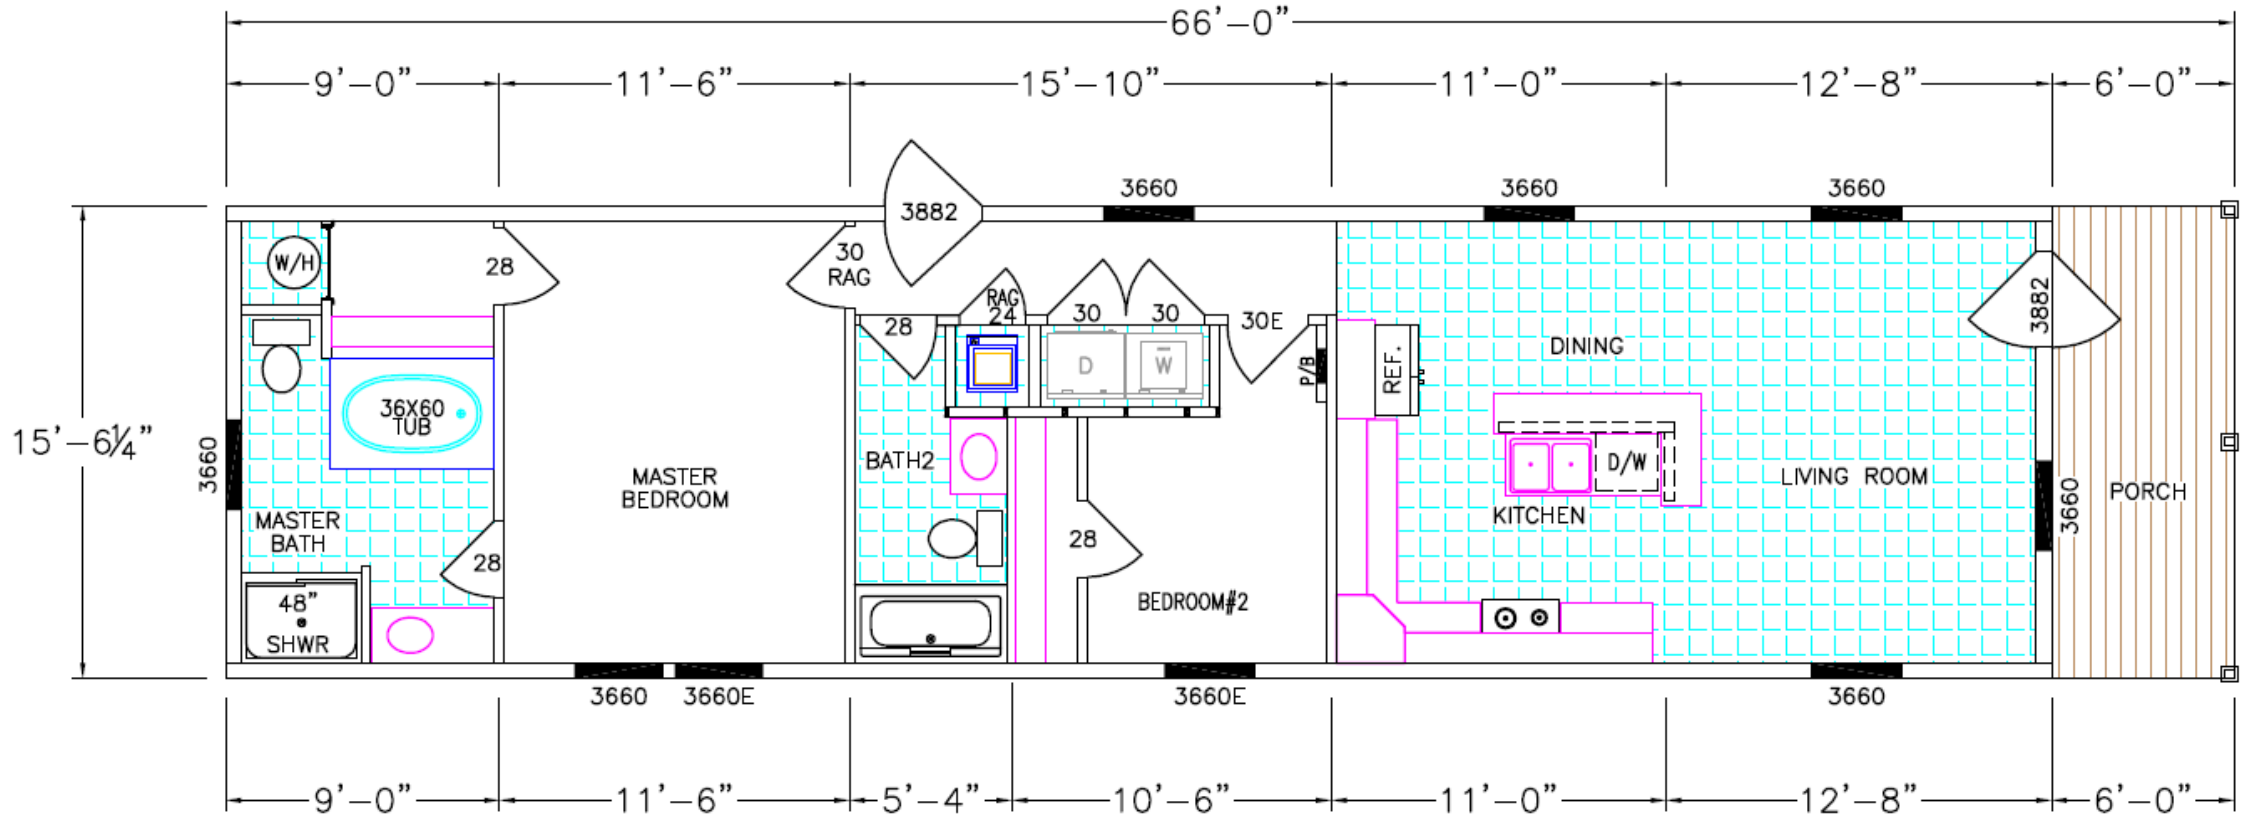 66'-0"
9'-0"
11'-6"
15'-10"
11'-0"
12'-8"
6'-0"
3660
3660
3660
3882
W/H
28
30
RAG
RAG
24
28
30
30
30E
3882
D
W
P/B
REF.
DINING
36X60
TUB
15'-6¼"
3660
BATH2
MASTER
BEDROOM
D/W
LIVING ROOM
PORCH
3660
KITCHEN
MASTER
BATH
28
28
48"
SHWR
BEDROOM#2
3660
3660E
3660E
3660
9'-0"
11'-6"
5'-4"
10'-6"
11'-0"
12'-8"
6'-0"